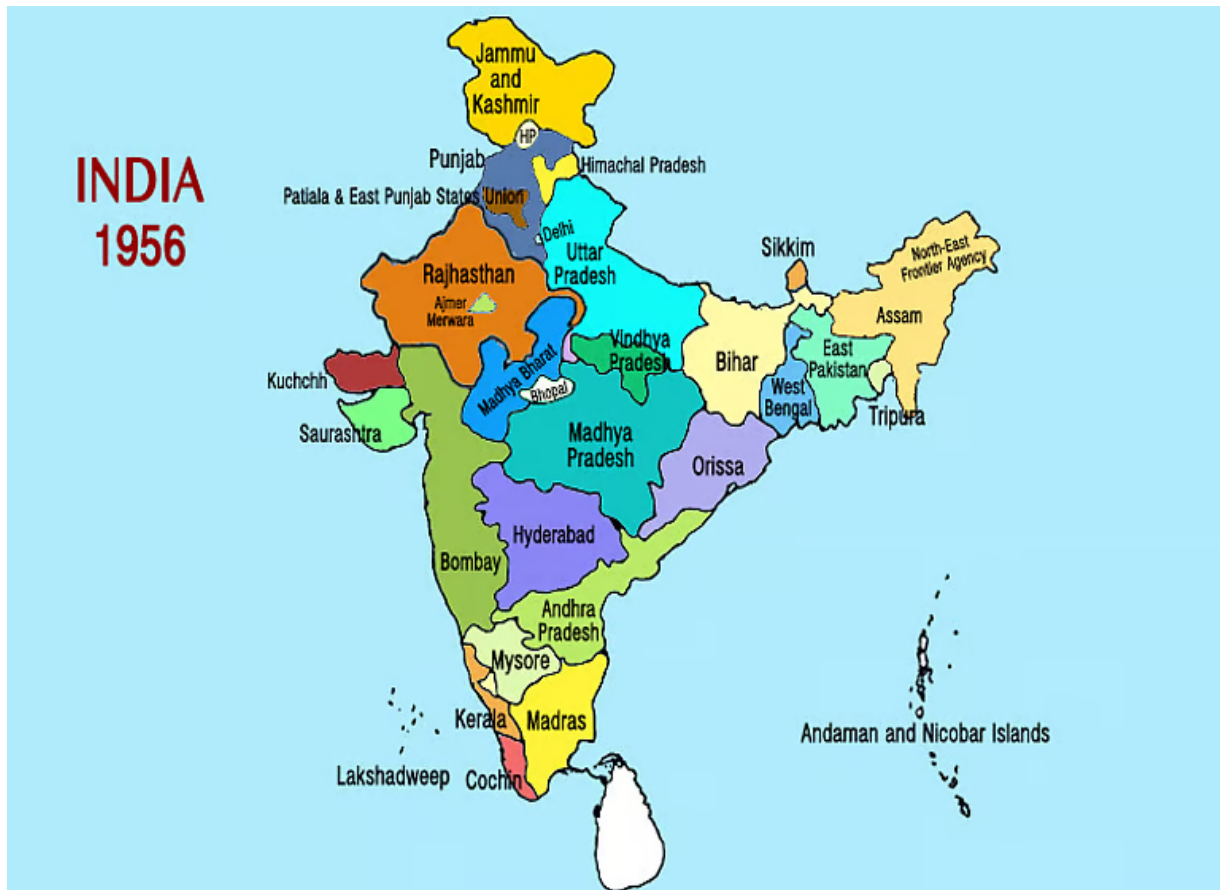 INDIA
1956
Jammu
and
Kashmir
HP
Punjab
Himachal Pradesh
Patiala & East Punjab States Union
Delhi
Uttar
Pradesh
Sikkim
North-East
Frontier Agency
Assam
Rajhasthan
Ajmer
Merwara
Vindhya
Pradesh
Bihar
East
Pakistan
Kuchchh
Madhya Bharat
Bhopal
West
Bengal
Tripura
Saurashtra
Madhya
Pradesh
Orissa
Hyderabad
Bombay
Andhra
Pradesh
Mysore
Kerala
Madras
Andaman and Nicobar Islands
Lakshadweep
Cochin